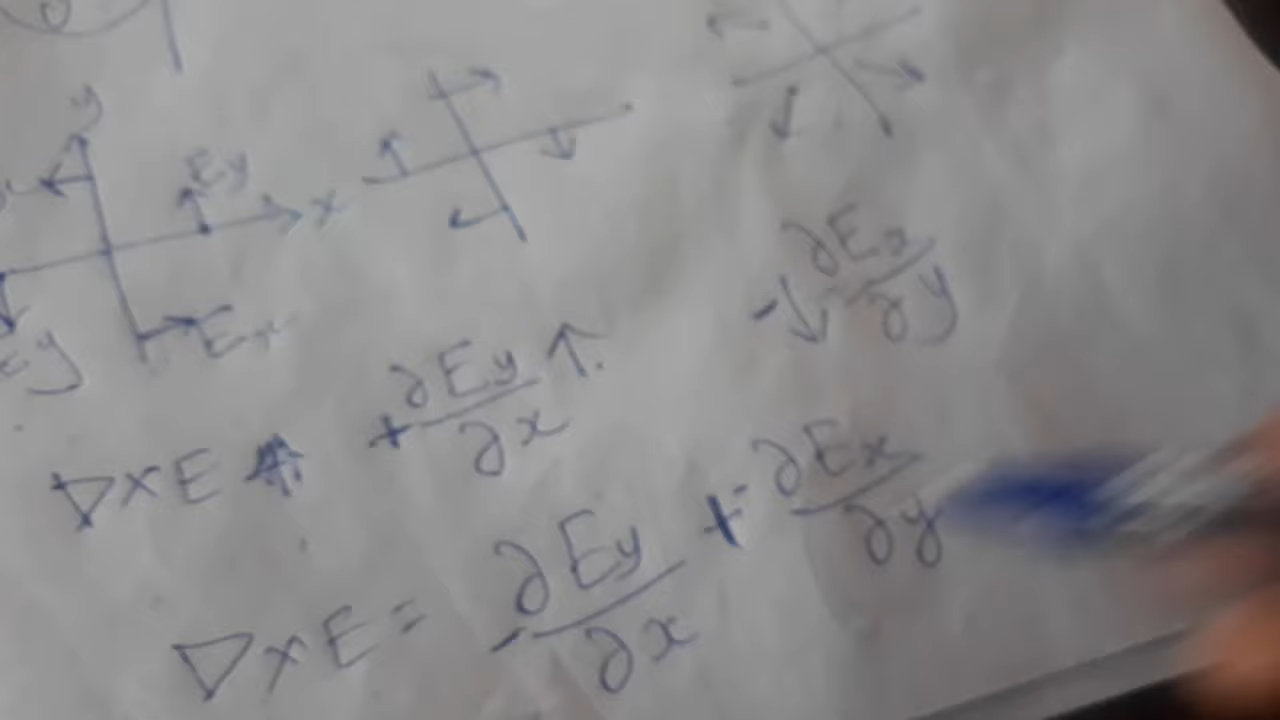 y
Ey
x
Ey
Ex
-↓ ∂Ex/∂y
∇×E ↑ +∂Ey/∂x ↑
∇×E = -∂Ey/∂x + -∂Ex/∂y